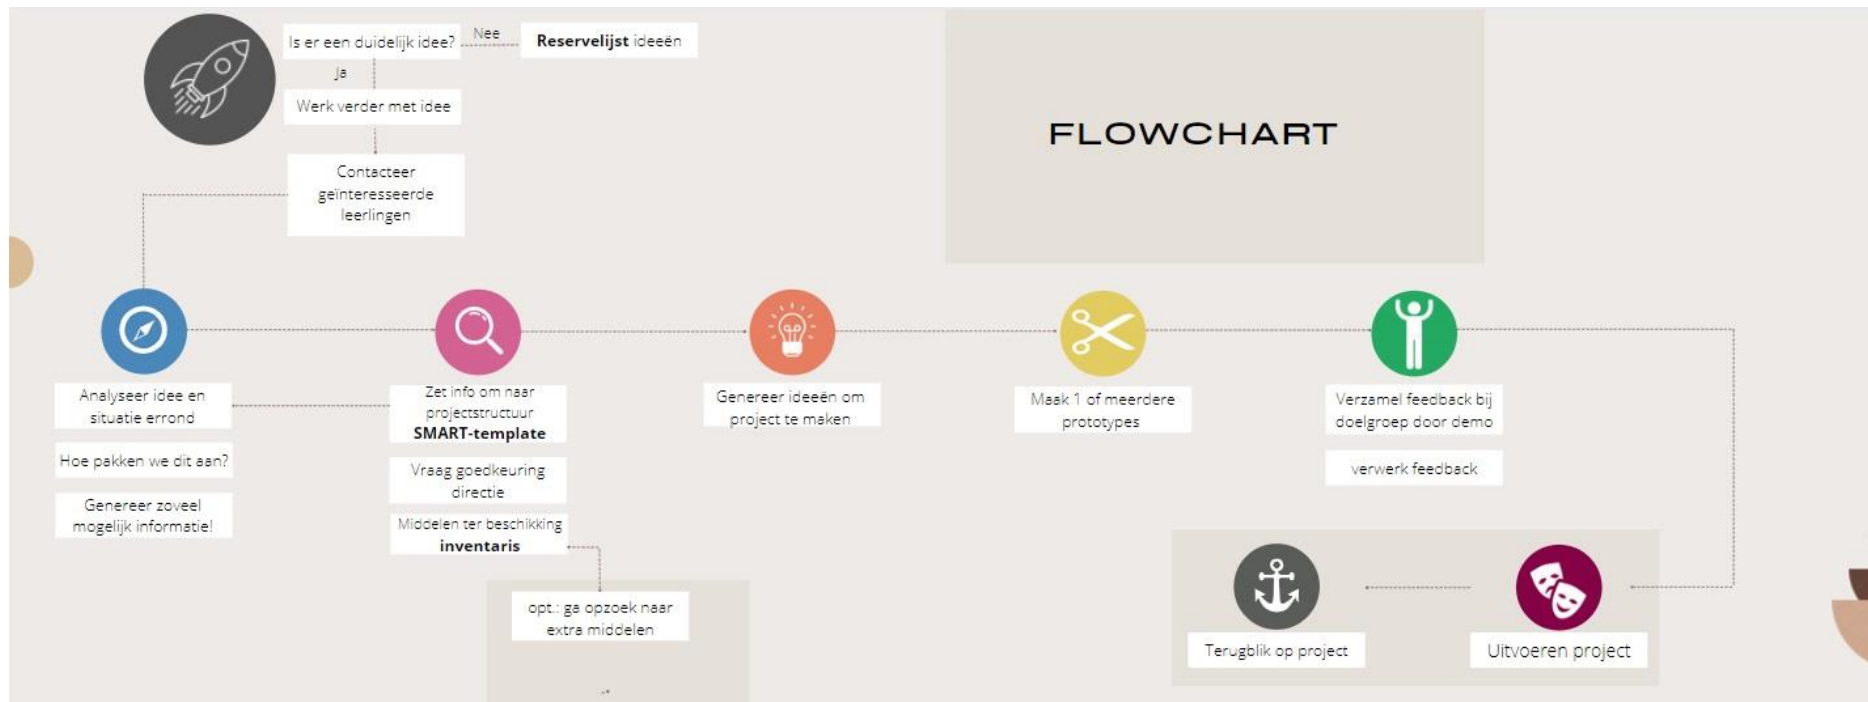 Is er een duidelijk idee?
Nee
Reservelijst ideeën
Ja
Werk verder met idee
Contacteer
geïnteresseerde
leerlingen
FLOWCHART
Analyseer idee en
situatie errond
Hoe pakken we dit aan?
Genereer zoveel
mogelijk informatie!
Zet info om naar
projectstructuur
SMART-template
Vraag goedkeuring
directie
Middelen ter beschikking
inventaris
opt.: ga opzoek naar
extra middelen
Genereer ideeën om
project te maken
Maak 1 of meerdere
prototypes
Verzamel feedback bij
doelgroep door demo
verwerk feedback
Terugblik op project
Uitvoeren project